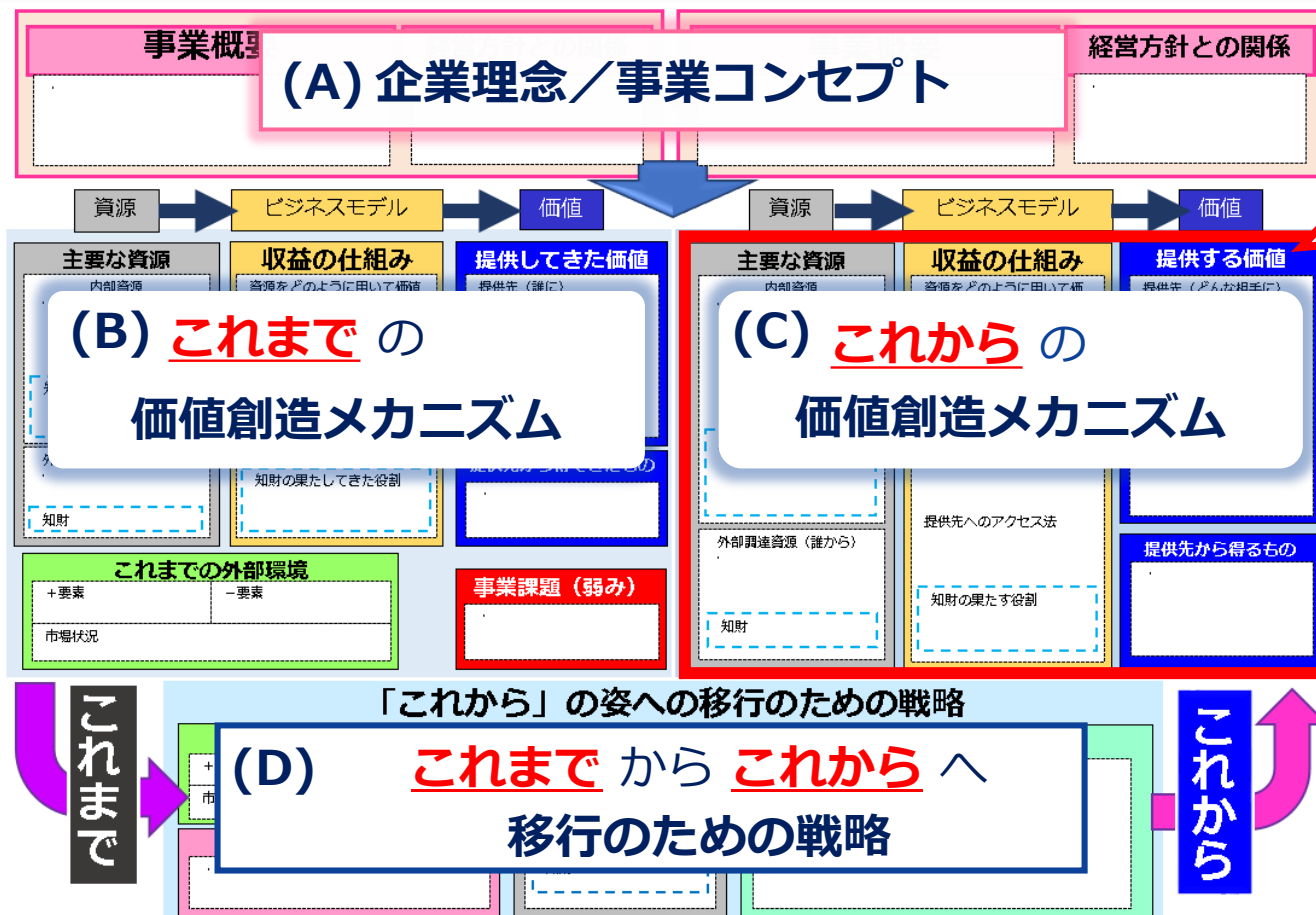 事業概要
経営方針との関係
(A) 企業理念／事業コンセプト
資源
ビジネスモデル
価値
資源
ビジネスモデル
価値
主要な資源
内部資源
収益の仕組み
資源をどのように用いて価値
提供してきた価値
提供先（誰に）
(B) これまで の
価値創造メカニズム
知財の果たしてきた役割
知財
これまでの外部環境
+要素
−要素
市場状況
事業課題（弱み）
主要な資源
内部資源
収益の仕組み
資源をどのように用いて価
提供する価値
提供先（どんな相手に）
(C) これから の
価値創造メカニズム
外部調達資源（誰から）
知財
提供先へのアクセス法
知財の果たす役割
提供先から得るもの
これまで
「これから」の姿への移行のための戦略
(D) これまで から これから へ
移行のための戦略
これから